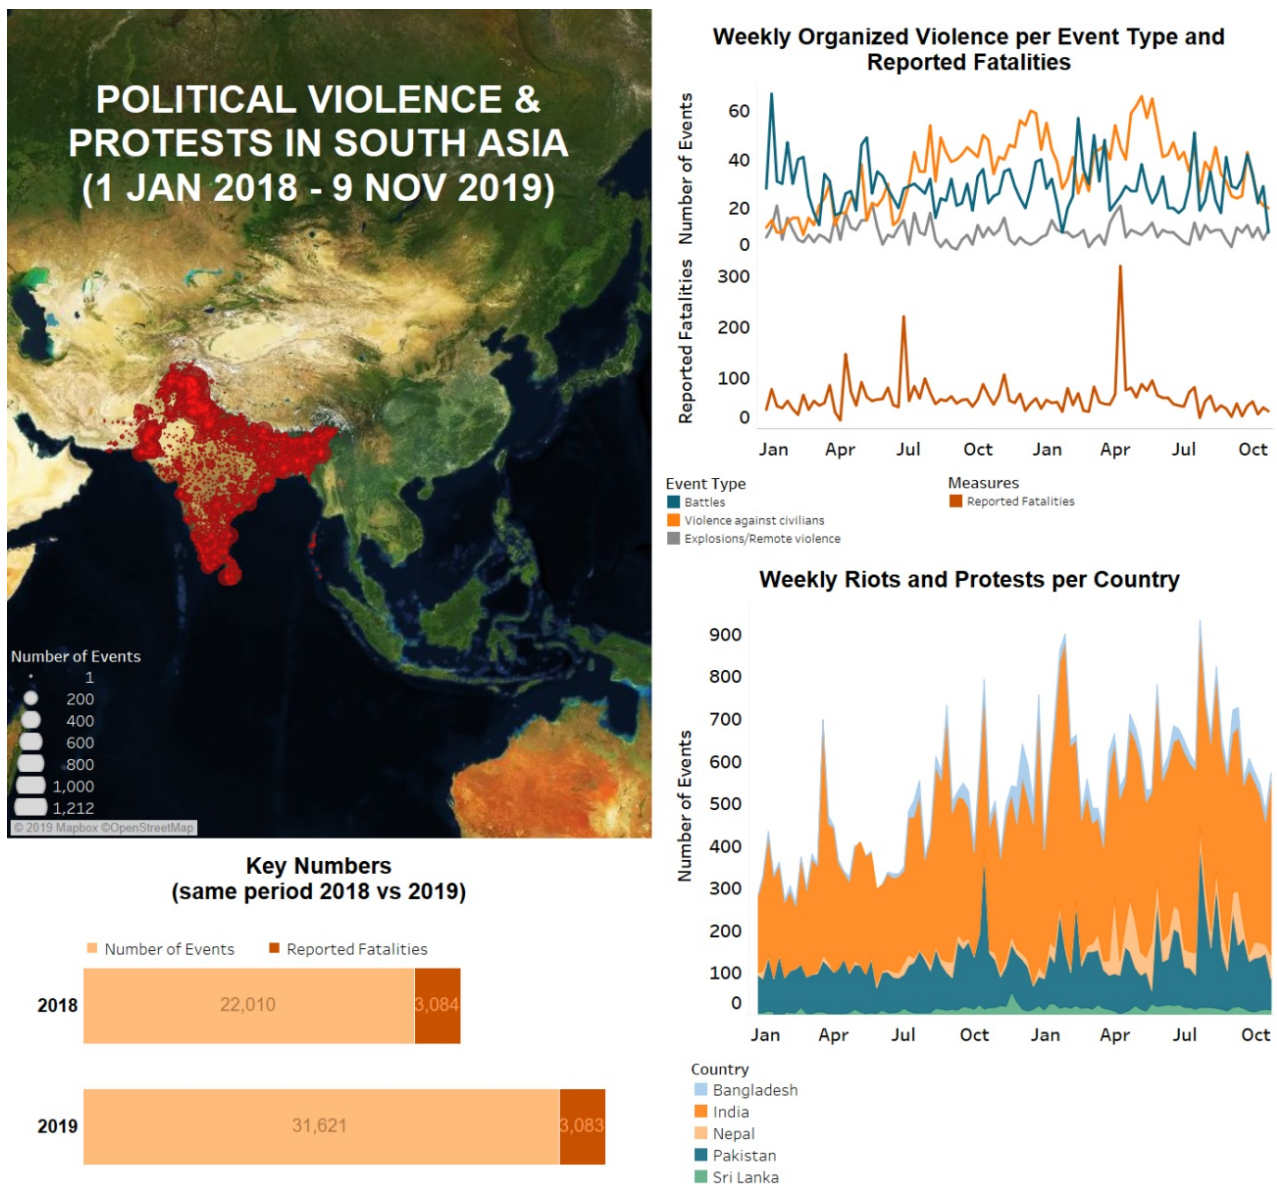 POLITICAL VIOLENCE &
PROTESTS IN SOUTH ASIA
(1 JAN 2018 - 9 NOV 2019)
Number of Events
1
200
400
600
800
1,000
1,212
© 2019 Mapbox ©OpenStreetMap
Key Numbers
(same period 2018 vs 2019)
Number of Events
Reported Fatalities
2018
22,010
3,084
2019
31,621
3,083
Weekly Organized Violence per Event Type and
Reported Fatalities
Number of Events
60
40
20
0
Reported Fatalities
300
200
100
0
Jan Apr Jul Oct Jan Apr Jul Oct
Event Type
Battles
Violence against civilians
Explosions/Remote violence
Measures
Reported Fatalities
Weekly Riots and Protests per Country
Number of Events
900
800
700
600
500
400
300
200
100
0
Jan Apr Jul Oct Jan Apr Jul Oct
Country
Bangladesh
India
Nepal
Pakistan
Sri Lanka